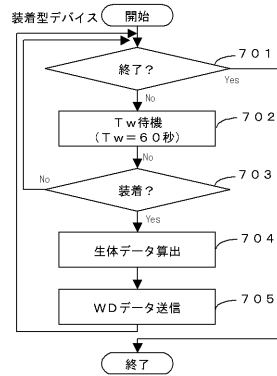 装着型デバイス
開始
終了？
７０１
Yes
No
Ｔｗ待機
（Ｔｗ＝６０秒）
７０２
No
装着？
７０３
No
Yes
生体データ算出
７０４
ＷＤデータ送信
７０５
終了